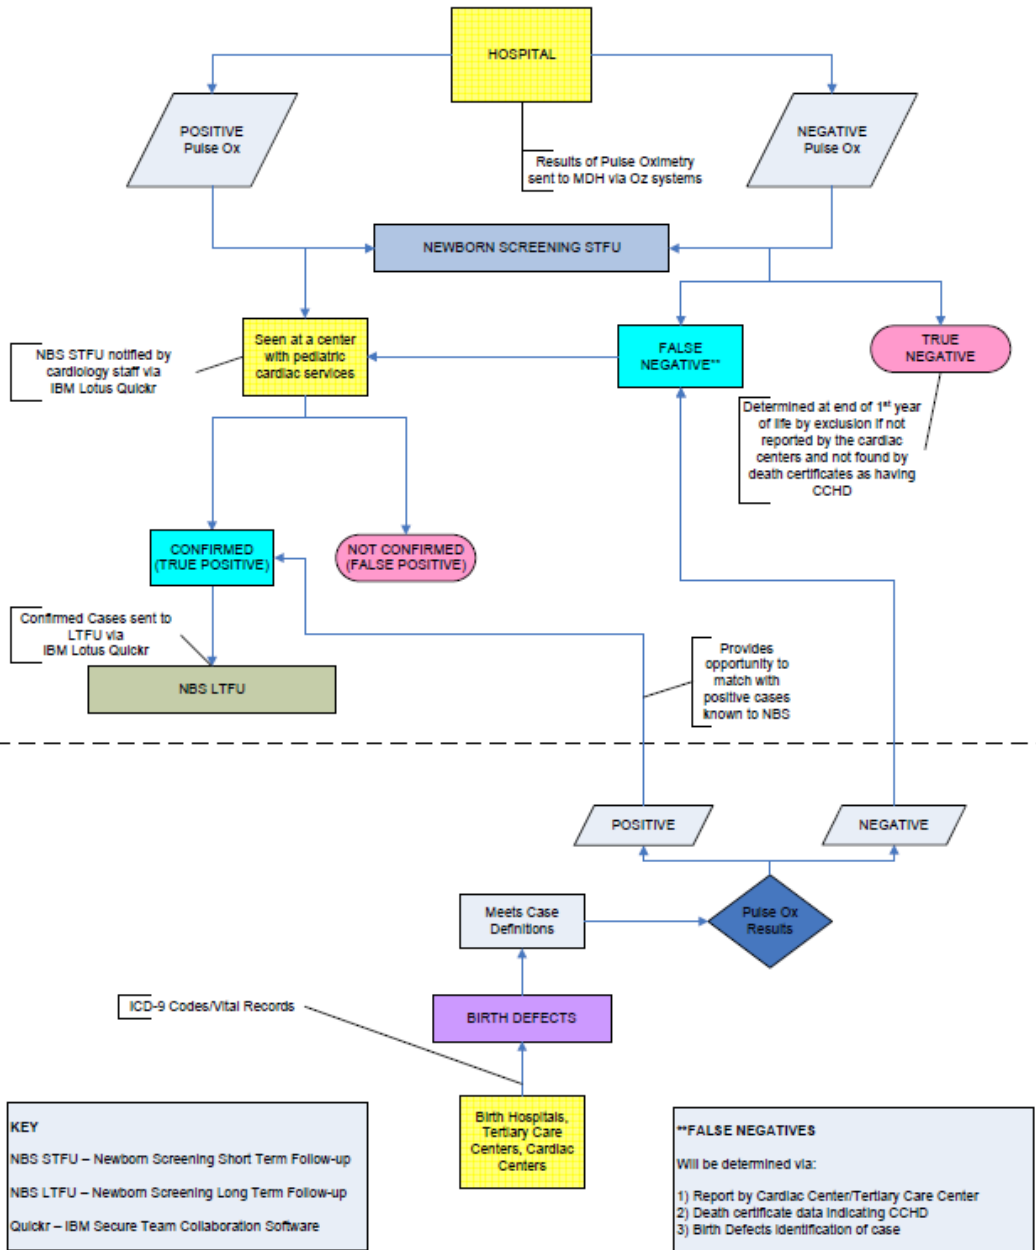 HOSPITAL
POSITIVE
Pulse Ox
NEGATIVE
Pulse Ox
Results of Pulse Oximetry
sent to MDH via Oz systems
NEWBORN SCREENING STFU
NBS STFU notified by
cardiology staff via
IBM Lotus Quickr
Seen at a center
with pediatric
cardiac services
FALSE
NEGATIVE**
TRUE
NEGATIVE
Determined at end of 1st year
of life by exclusion if not
reported by the cardiac
centers and not found by
death certificates as having
CCHD
CONFIRMED
(TRUE POSITIVE)
NOT CONFIRMED
(FALSE POSITIVE)
Confirmed Cases sent to
LTFU via
IBM Lotus Quickr
NBS LTFU
Provides
opportunity to
match with
positive cases
known to NBS
POSITIVE
NEGATIVE
Meets Case
Definitions
Pulse Ox
Results
ICD-9 Codes/Vital Records
BIRTH DEFECTS
Birth Hospitals,
Tertiary Care
Centers, Cardiac
Centers
KEY
NBS STFU – Newborn Screening Short Term Follow-up
NBS LTFU – Newborn Screening Long Term Follow-up
Quickr – IBM Secure Team Collaboration Software
**FALSE NEGATIVES
Will be determined via:
1) Report by Cardiac Center/Tertiary Care Center
2) Death certificate data indicating CCHD
3) Birth Defects identification of case